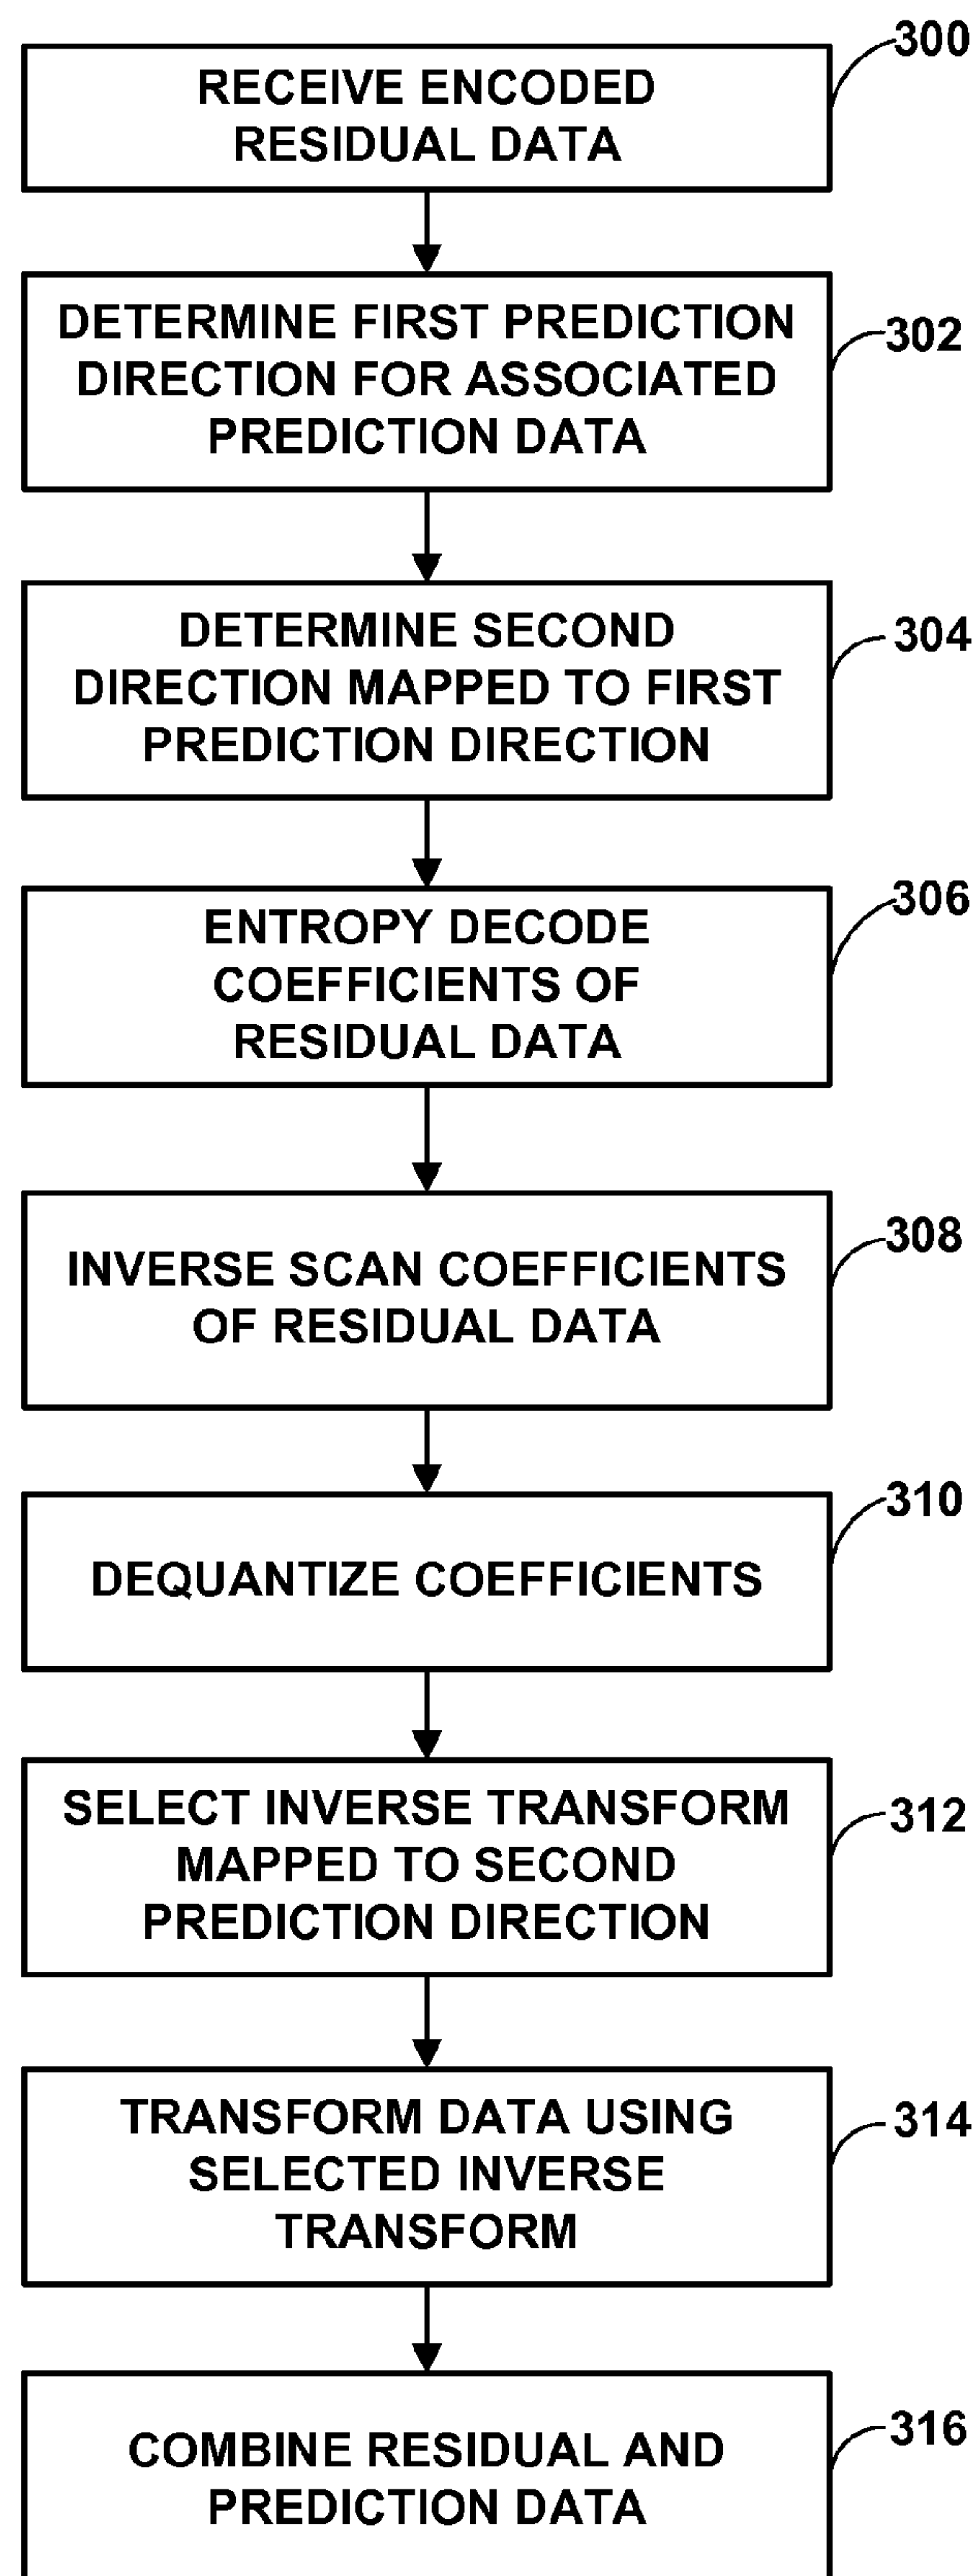 300
RECEIVE ENCODED
RESIDUAL DATA
302
DETERMINE FIRST PREDICTION
DIRECTION FOR ASSOCIATED
PREDICTION DATA
304
DETERMINE SECOND
DIRECTION MAPPED TO FIRST
PREDICTION DIRECTION
306
ENTROPY DECODE
COEFFICIENTS OF
RESIDUAL DATA
308
INVERSE SCAN COEFFICIENTS
OF RESIDUAL DATA
310
DEQUANTIZE COEFFICIENTS
312
SELECT INVERSE TRANSFORM
MAPPED TO SECOND
PREDICTION DIRECTION
314
TRANSFORM DATA USING
SELECTED INVERSE
TRANSFORM
316
COMBINE RESIDUAL AND
PREDICTION DATA